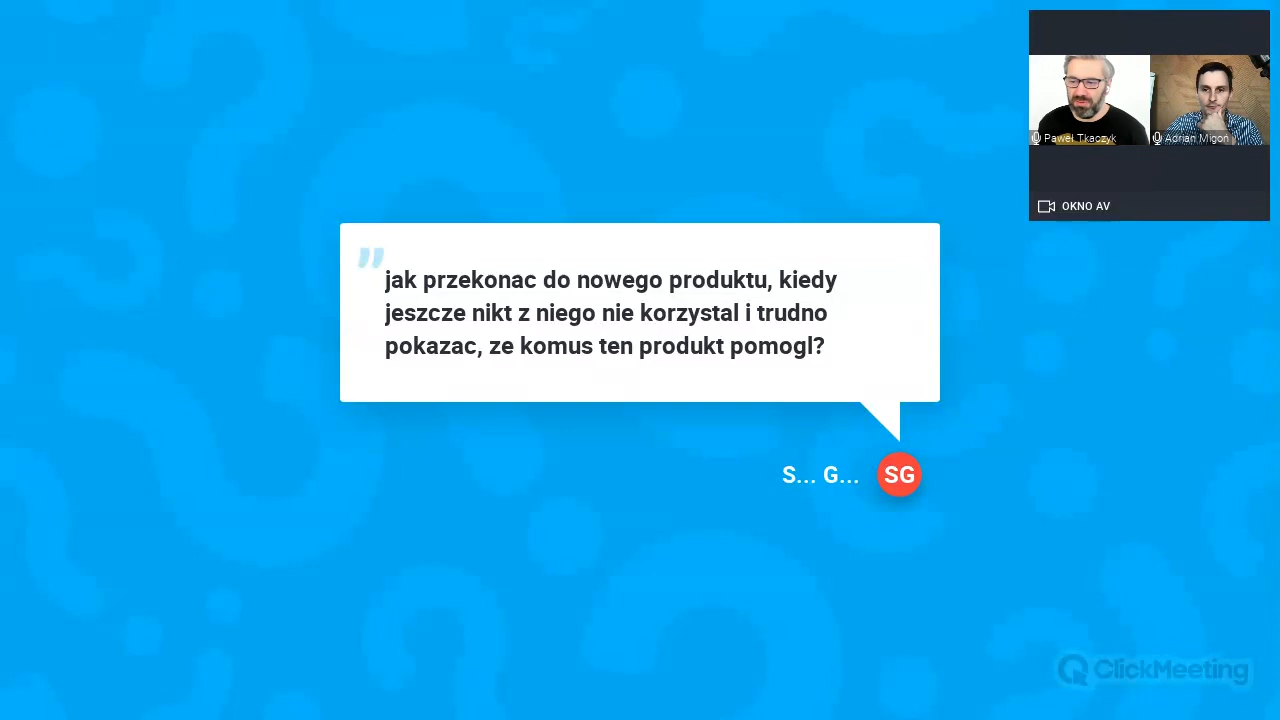 Paweł Tkaczyk
Adrian Migoń
OKNO AV
jak przekonac do nowego produktu, kiedy
jeszcze nikt z niego nie korzystal i trudno
pokazac, ze komus ten produkt pomogl?
S... G...
SG
ClickMeeting